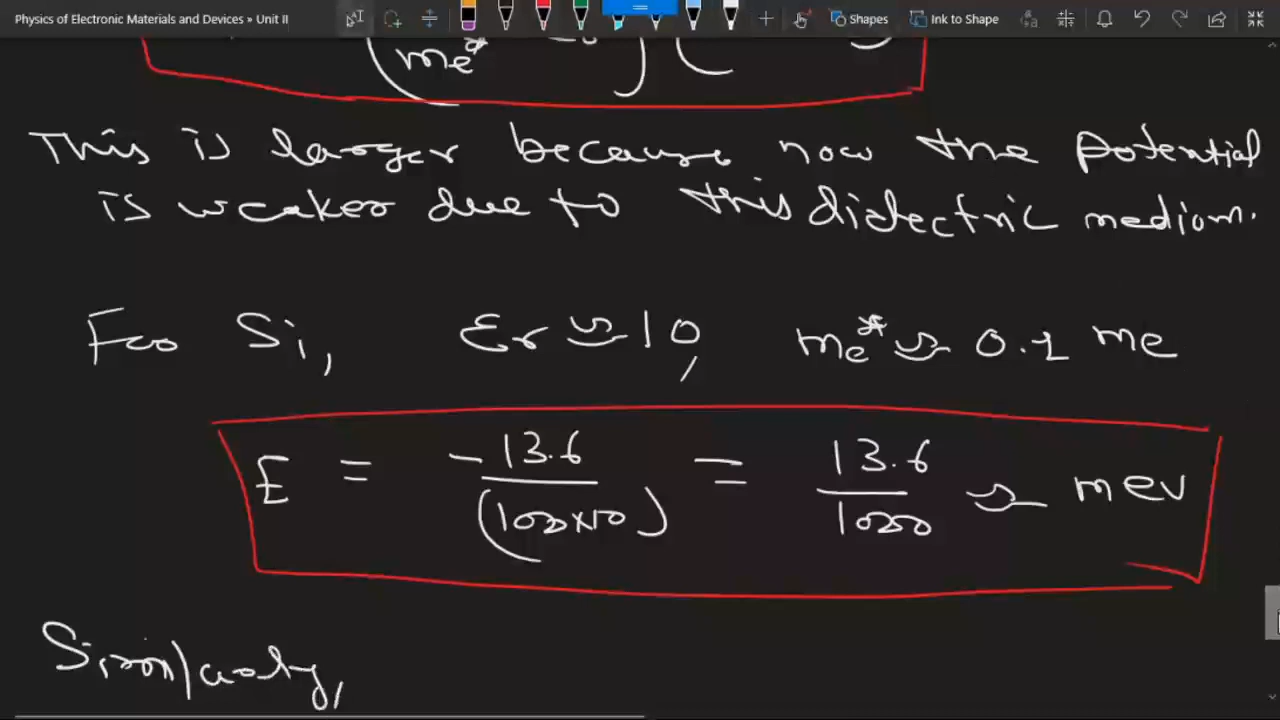 Physics of Electronic Materials and Devices » Unit II
Shapes
Ink to Shape
me*
This is larger because now the potential
is weaker due to this dielectric medium.
For Si, εr ≈ 10, me* ≈ 0.1 me
E = -13.6 / (100×10) = 13.6 / 1000 ≈ meV
Similarly,